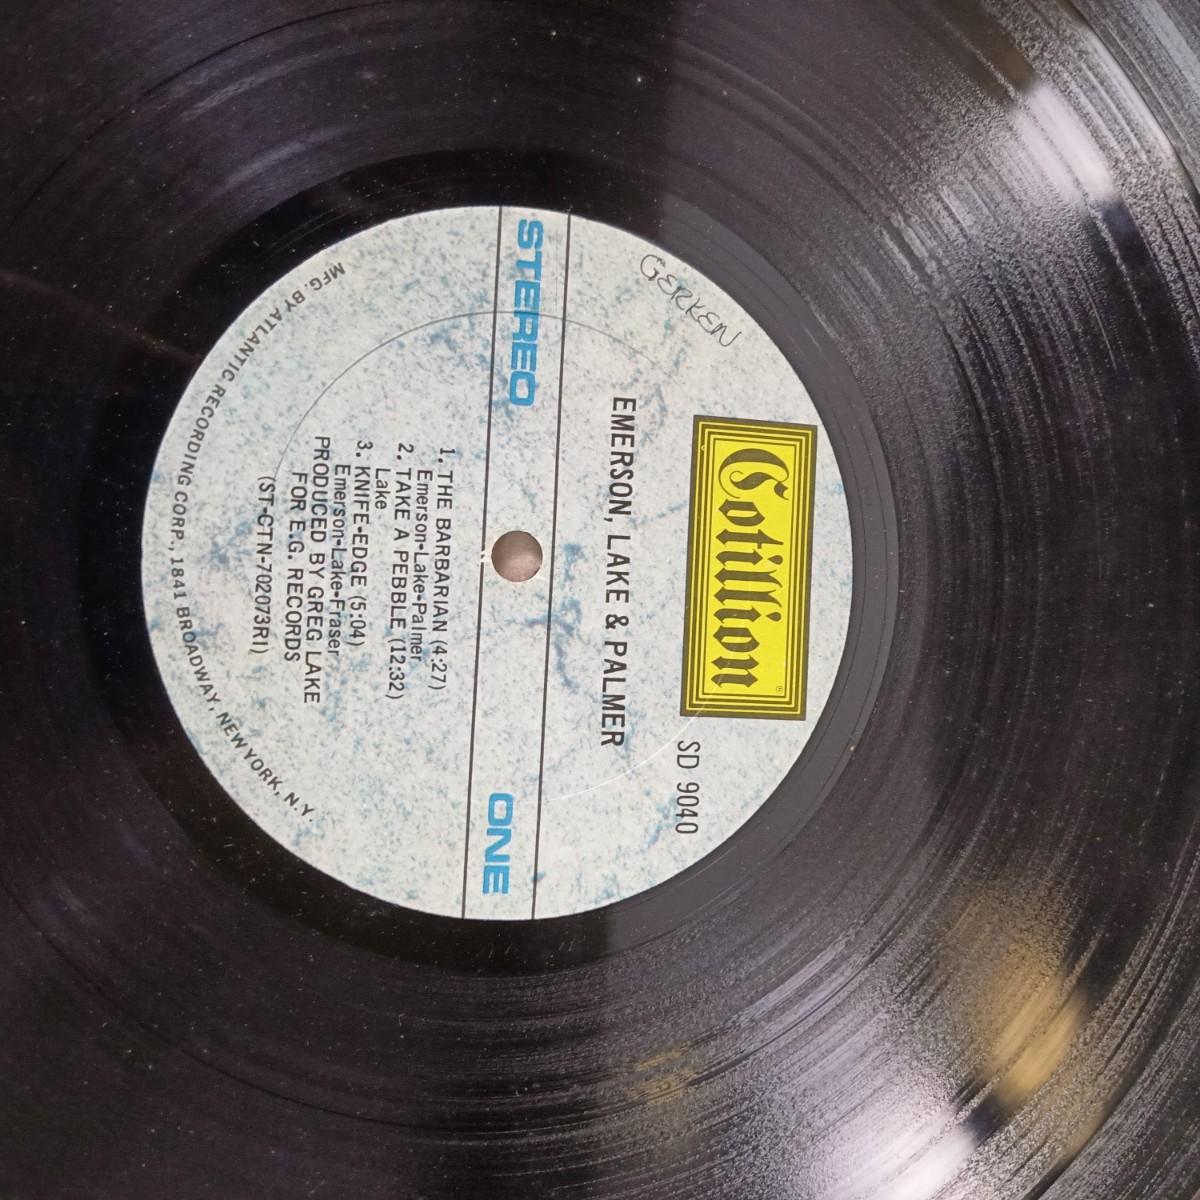 GERKEN
Cotillion®
SD 9040
EMERSON, LAKE & PALMER
STEREO ONE
1. THE BARBARIAN (4:27)
Emerson-Lake-Palmer
2. TAKE A PEBBLE (12:32)
Lake
3. KNIFE-EDGE (5:04)
Emerson-Lake-Fraser
PRODUCED BY GREG LAKE
FOR E.G. RECORDS
(ST-CTN-702073RI)
MFG. BY ATLANTIC RECORDING CORP., 1841 BROADWAY, NEW YORK, N.Y.